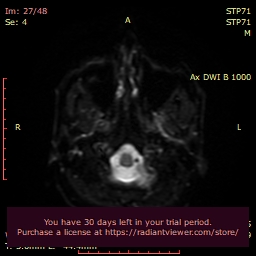 Im: 27/48
Se: 4
A
STP71
STP71
M
Ax DWI B 1000
R
L
You have 30 days left in your trial period.
Purchase a license at https://radiantviewer.com/store/